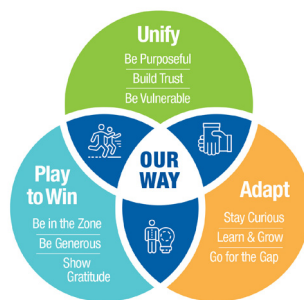 Unify
Be Purposeful
Build Trust
Be Vulnerable
OUR
WAY
Play
to Win
Be in the Zone
Be Generous
Show
Gratitude
Adapt
Stay Curious
Learn & Grow
Go for the Gap